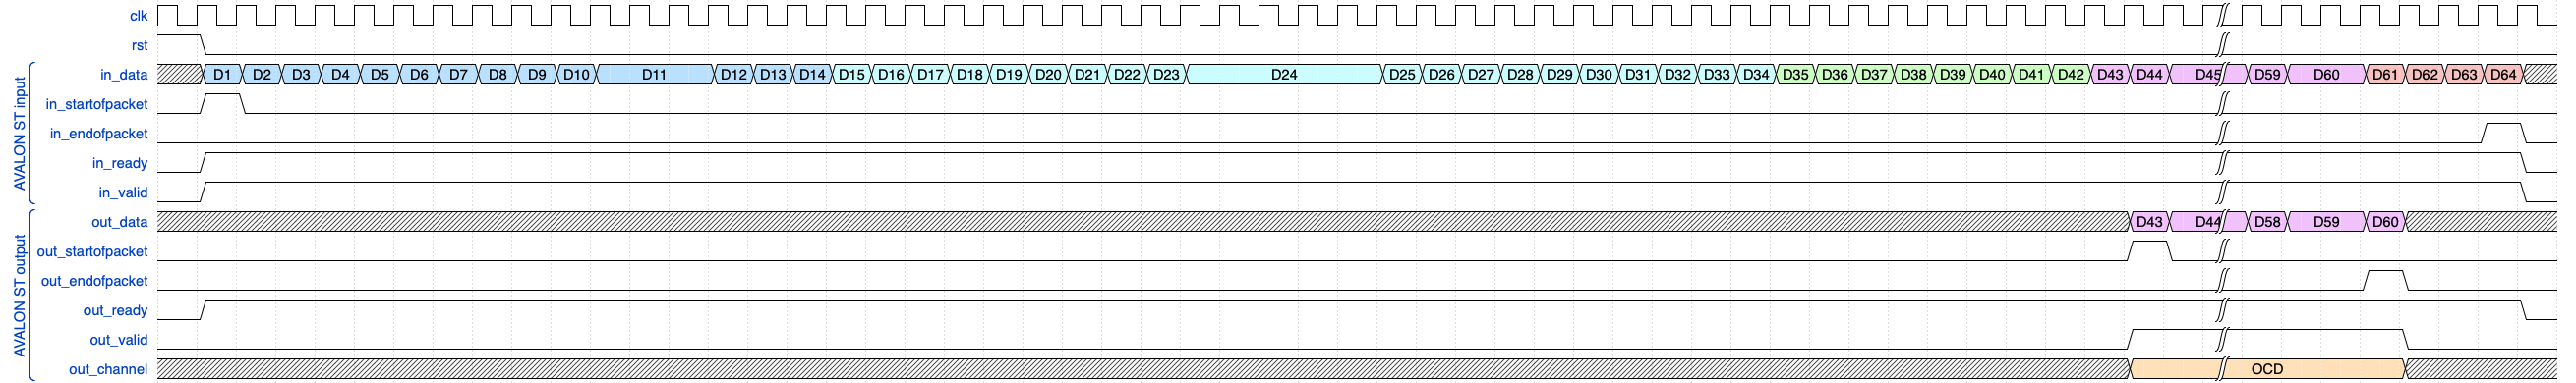 clk
rst
in_data D1 D2 D3 D4 D5 D6 D7 D8 D9 D10 D11 D12 D13 D14 D15 D16 D17 D18 D19 D20 D21 D22 D23 D24 D25 D26 D27 D28 D29 D30 D31 D32 D33 D34 D35 D36 D37 D38 D39 D40 D41 D42 D43 D44 D45 D59 D60 D61 D62 D63 D64
AVALON ST input
in_startofpacket
in_endofpacket
in_ready
in_valid
out_data D43 D44 D58 D59 D60
AVALON ST output
out_startofpacket
out_endofpacket
out_ready
out_valid
out_channel OCD